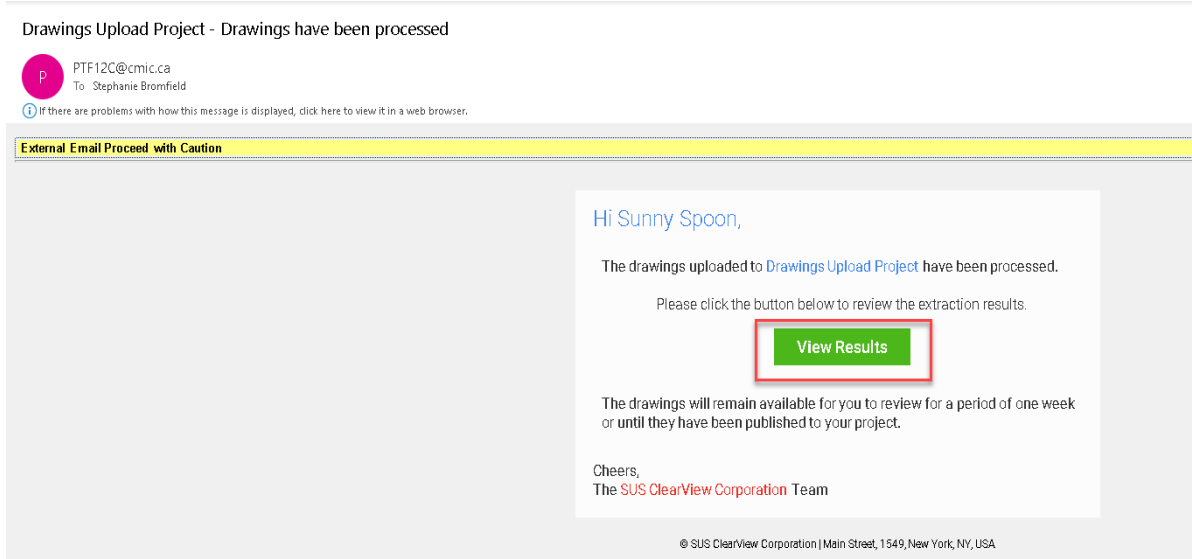 Drawings Upload Project - Drawings have been processed
P
PTF12C@cmic.ca
To Stephanie Bromfield
If there are problems with how this message is displayed, click here to view it in a web browser.
External Email Proceed with Caution
Hi Sunny Spoon,
The drawings uploaded to Drawings Upload Project have been processed.
Please click the button below to review the extraction results.
View Results
The drawings will remain available for you to review for a period of one week
or until they have been published to your project.
Cheers,
The SUS ClearView Corporation Team
© SUS ClearView Corporation | Main Street, 1549, New York, NY, USA